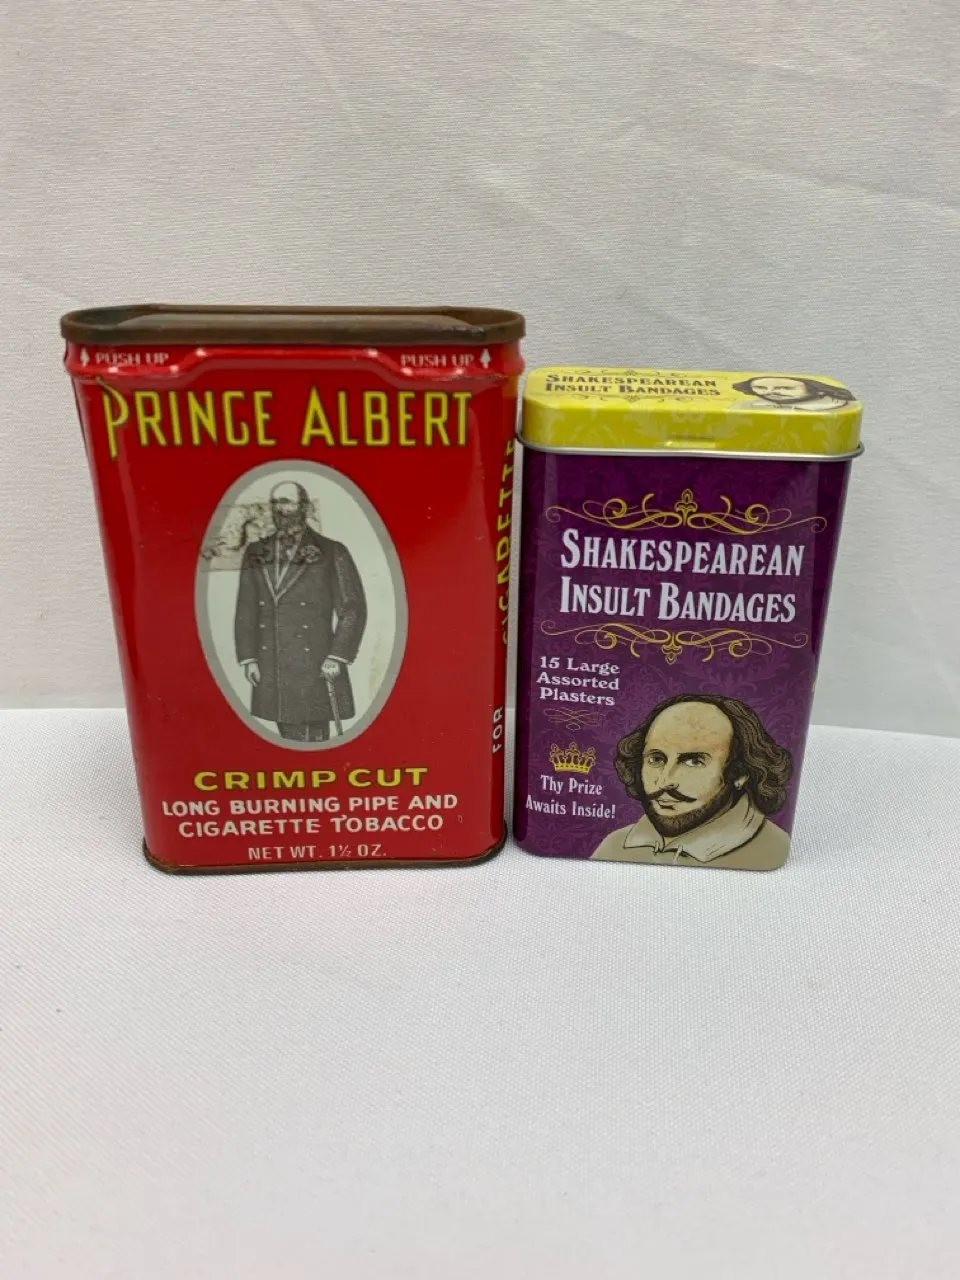 PUSH UP PUSH UP
PRINCE ALBERT
CRIMP CUT
LONG BURNING PIPE AND
CIGARETTE TOBACCO
NET WT. 1½ OZ.
FOR CIGARETTE
SHAKESPEAREAN
INSULT BANDAGES
SHAKESPEAREAN
INSULT BANDAGES
15 Large
Assorted
Plasters
Thy Prize
Awaits Inside!